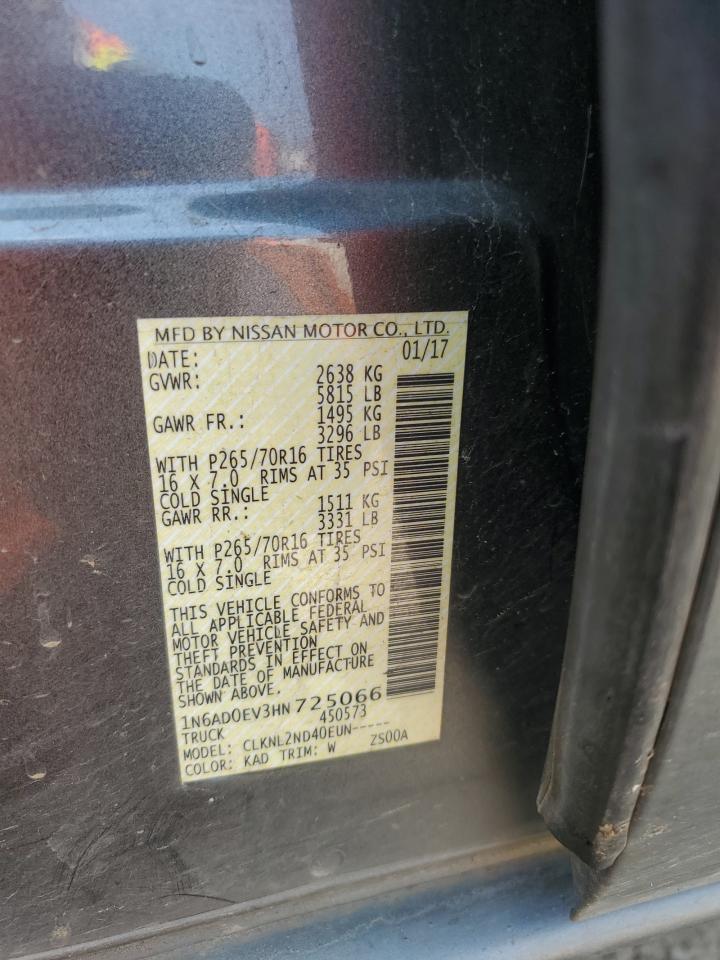 MFD BY NISSAN MOTOR CO., LTD.
DATE: 01/17
GVWR: 2638 KG
5815 LB
GAWR FR.: 1495 KG
3296 LB
WITH P265/70R16 TIRES
16 X 7.0 RIMS AT 35 PSI
COLD SINGLE
GAWR RR.: 1511 KG
3331 LB
WITH P265/70R16 TIRES
16 X 7.0 RIMS AT 35 PSI
COLD SINGLE
THIS VEHICLE CONFORMS TO
ALL APPLICABLE FEDERAL
MOTOR VEHICLE SAFETY AND
THEFT PREVENTION
STANDARDS IN EFFECT ON
THE DATE OF MANUFACTURE
SHOWN ABOVE.
1N6AD0EV3HN725066
TRUCK 450573
MODEL: CLKNL2ND40EUN-----
COLOR: KAD TRIM: W ZS00A